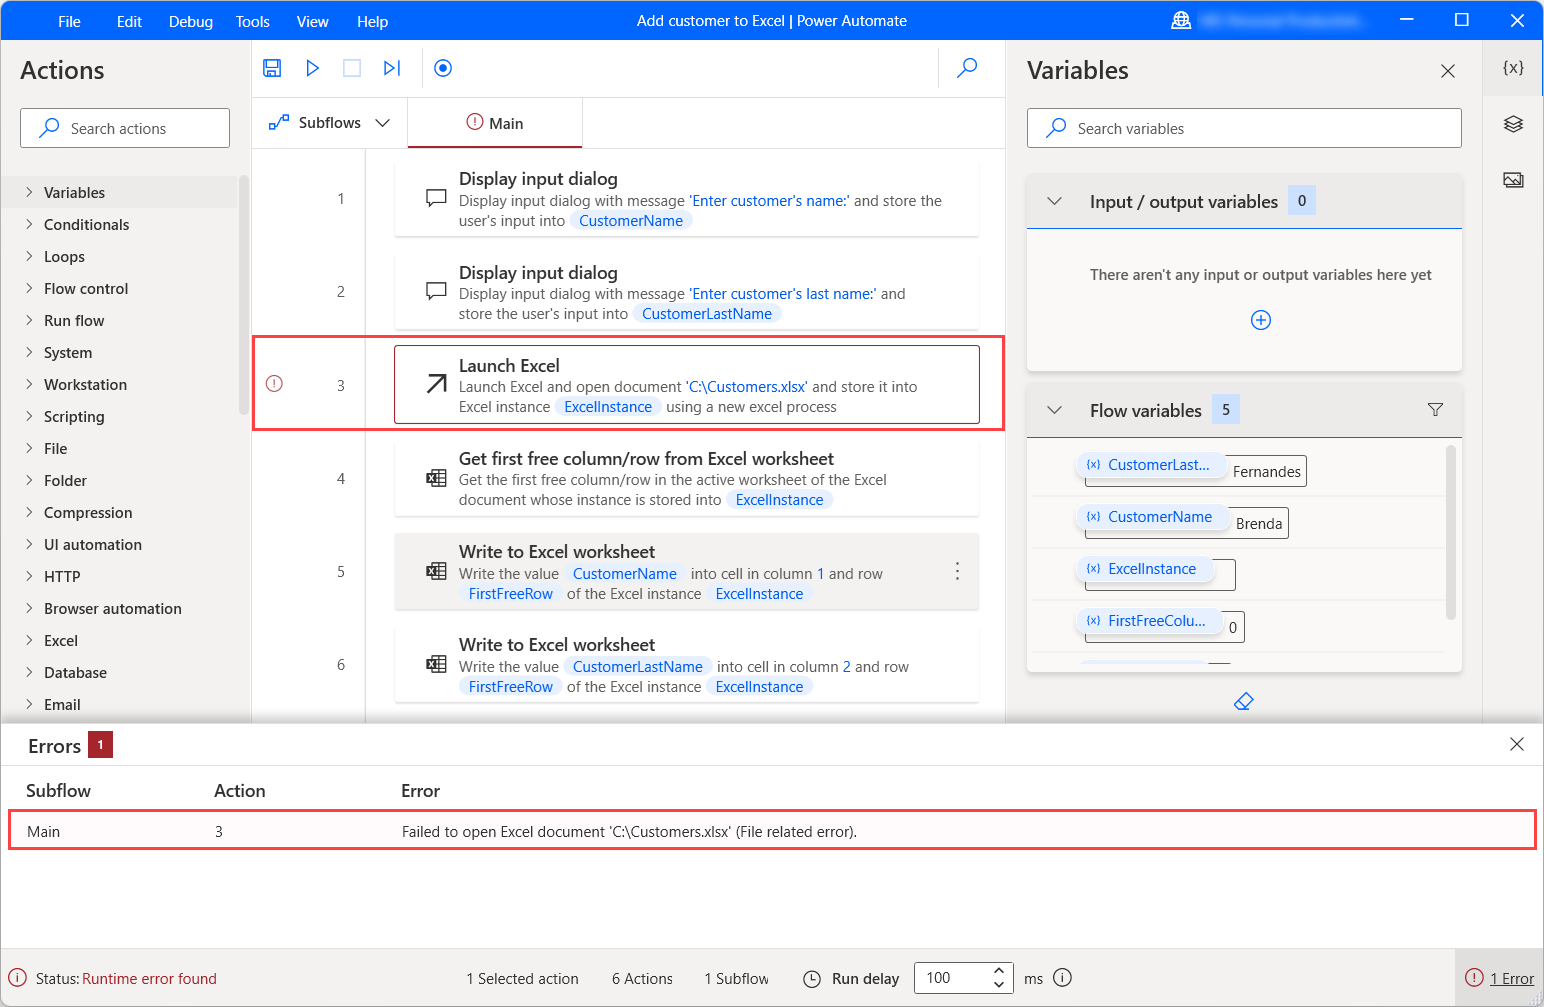 File Edit Debug Tools View Help
Add customer to Excel | Power Automate
Actions
Search actions
Variables
Conditionals
Loops
Flow control
Run flow
System
Workstation
Scripting
File
Folder
Compression
UI automation
HTTP
Browser automation
Excel
Database
Email
Subflows
Main
1
Display input dialog
Display input dialog with message 'Enter customer's name:' and store the
user's input into CustomerName
2
Display input dialog
Display input dialog with message 'Enter customer's last name:' and
store the user's input into CustomerLastName
3
Launch Excel
Launch Excel and open document 'C:\Customers.xlsx' and store it into
Excel instance ExcelInstance using a new excel process
4
Get first free column/row from Excel worksheet
Get the first free column/row in the active worksheet of the Excel
document whose instance is stored into ExcelInstance
5
Write to Excel worksheet
Write the value CustomerName into cell in column 1 and row
FirstFreeRow of the Excel instance ExcelInstance
6
Write to Excel worksheet
Write the value CustomerLastName into cell in column 2 and row
FirstFreeRow of the Excel instance ExcelInstance
Variables
{x}
Search variables
Input / output variables 0
There aren't any input or output variables here yet
Flow variables 5
{x} CustomerLast... Fernandes
{x} CustomerName Brenda
{x} ExcelInstance
{x} FirstFreeColu... 0
Errors 1
Subflow Action Error
Main 3 Failed to open Excel document 'C:\Customers.xlsx' (File related error).
Status: Runtime error found
1 Selected action
6 Actions
1 Subflow
Run delay
100
ms
1 Error